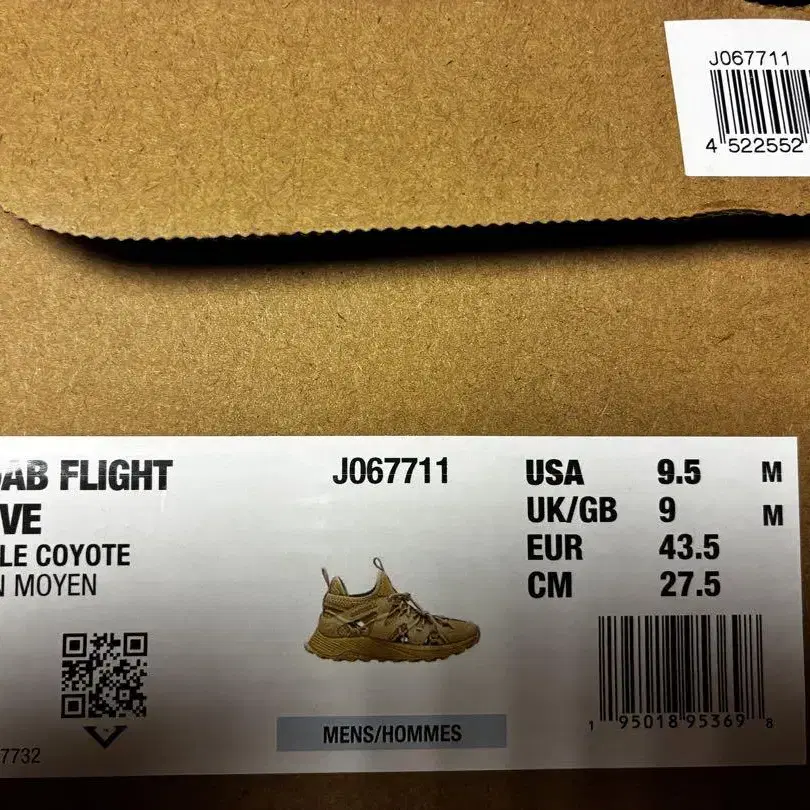 J067711
4 522552
AB FLIGHT
VE
LE COYOTE
MOYEN
7732
J067711
MENS/HOMMES
USA 9.5 M
UK/GB 9 M
EUR 43.5
CM 27.5
1 95018 95369 8